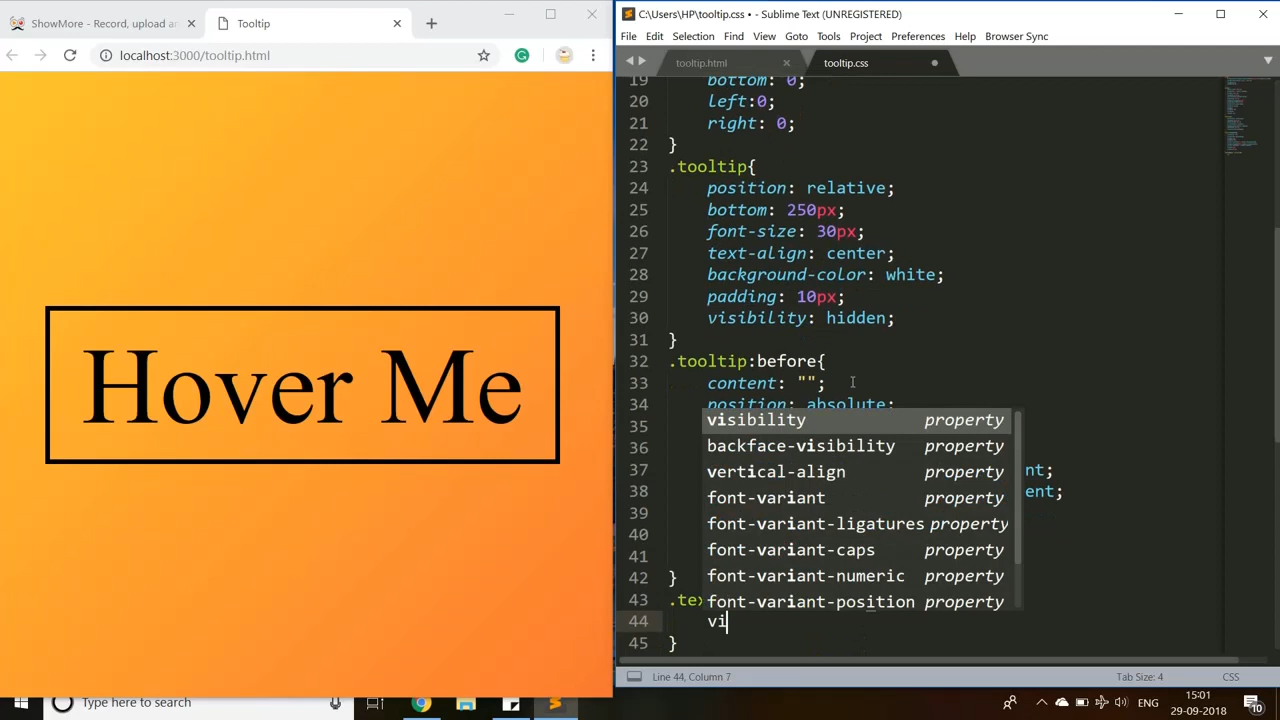 ShowMore - Record, upload ar
Tooltip
localhost:3000/tooltip.html
Hover Me
C:\Users\HP\tooltip.css • - Sublime Text (UNREGISTERED)
File Edit Selection Find View Goto Tools Project Preferences Help Browser Sync
tooltip.html
tooltip.css
19 bottom: 0;
20 left:0;
21 right: 0;
22 }
23 .tooltip{
24 position: relative;
25 bottom: 250px;
26 font-size: 30px;
27 text-align: center;
28 background-color: white;
29 padding: 10px;
30 visibility: hidden;
31 }
32 .tooltip:before{
33 content: "";
34 position: absolute;
35
36
37 nt;
38 ent;
39
40
41
42 }
43 .tex
44 vi
45 }
visibility property
backface-visibility property
vertical-align property
font-variant property
font-variant-ligatures property
font-variant-caps property
font-variant-numeric property
font-variant-position property
Line 44, Column 7
Tab Size: 4
CSS
Type here to search
ENG
15:01
29-09-2018
10